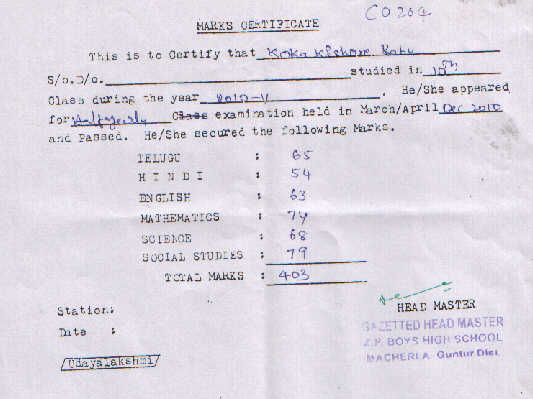 MARKS CERTIFICATE
CO 204
This is to Certify that Koka Kishore Babu
S/o.D/o. studied in 10th
Class during the year 2010-11. He/She appeared
for Halfyearly Class examination held in March/April Dec 2010
and Passed. He/She secured the following Marks.
TELUGU : 65
HINDI : 54
ENGLISH : 63
MATHEMATICS : 74
SCIENCE : 68
SOCIAL STUDIES : 79
TOTAL MARKS : 403
Station:
Date :
HEAD MASTER
GAZETTED HEAD MASTER
Z.P. BOYS HIGH SCHOOL
MACHERLA Guntur Dist.
/Udayalakshmi/